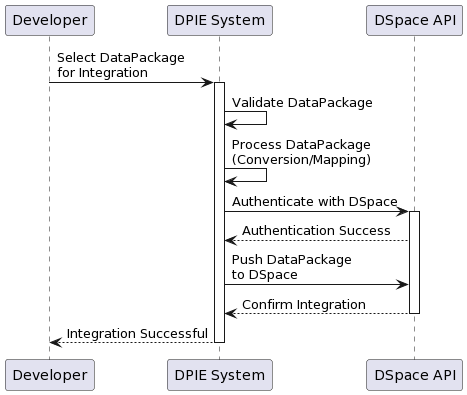 Developer
DPIE System
DSpace API
Select DataPackage
for Integration
Validate DataPackage
Process DataPackage
(Conversion/Mapping)
Authenticate with DSpace
Authentication Success
Push DataPackage
to DSpace
Confirm Integration
Integration Successful
Developer
DPIE System
DSpace API